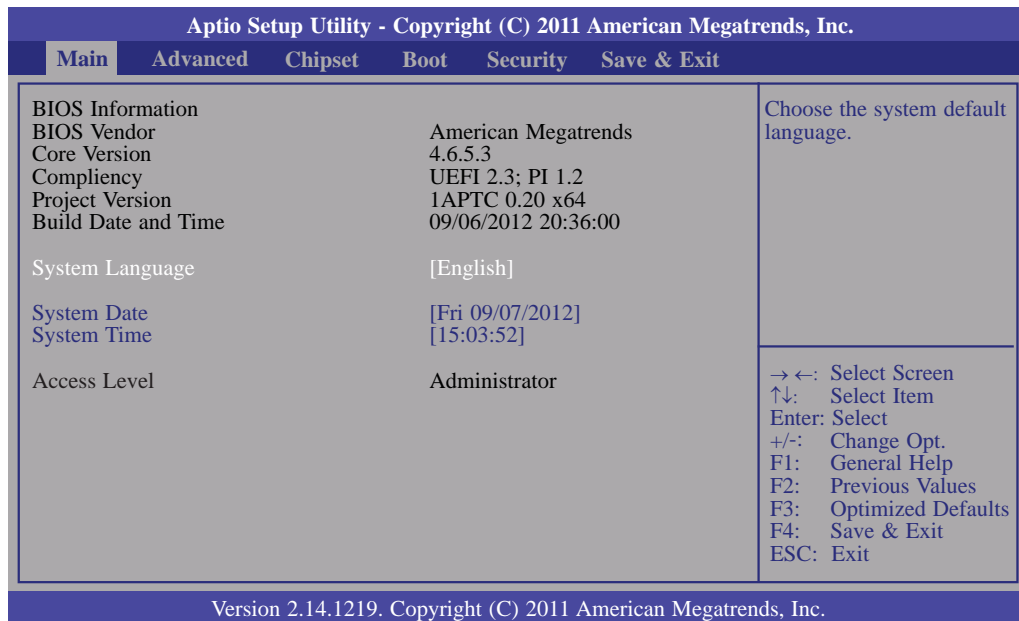 Aptio Setup Utility - Copyright (C) 2011 American Megatrends, Inc.
Main Advanced Chipset Boot Security Save & Exit
BIOS Information
BIOS Vendor American Megatrends
Core Version 4.6.5.3
Compliency UEFI 2.3; PI 1.2
Project Version 1APTC 0.20 x64
Build Date and Time 09/06/2012 20:36:00
System Language [English]
System Date [Fri 09/07/2012]
System Time [15:03:52]
Access Level Administrator
Choose the system default
language.
→ ←: Select Screen
↑↓: Select Item
Enter: Select
+/-: Change Opt.
F1: General Help
F2: Previous Values
F3: Optimized Defaults
F4: Save & Exit
ESC: Exit
Version 2.14.1219. Copyright (C) 2011 American Megatrends, Inc.